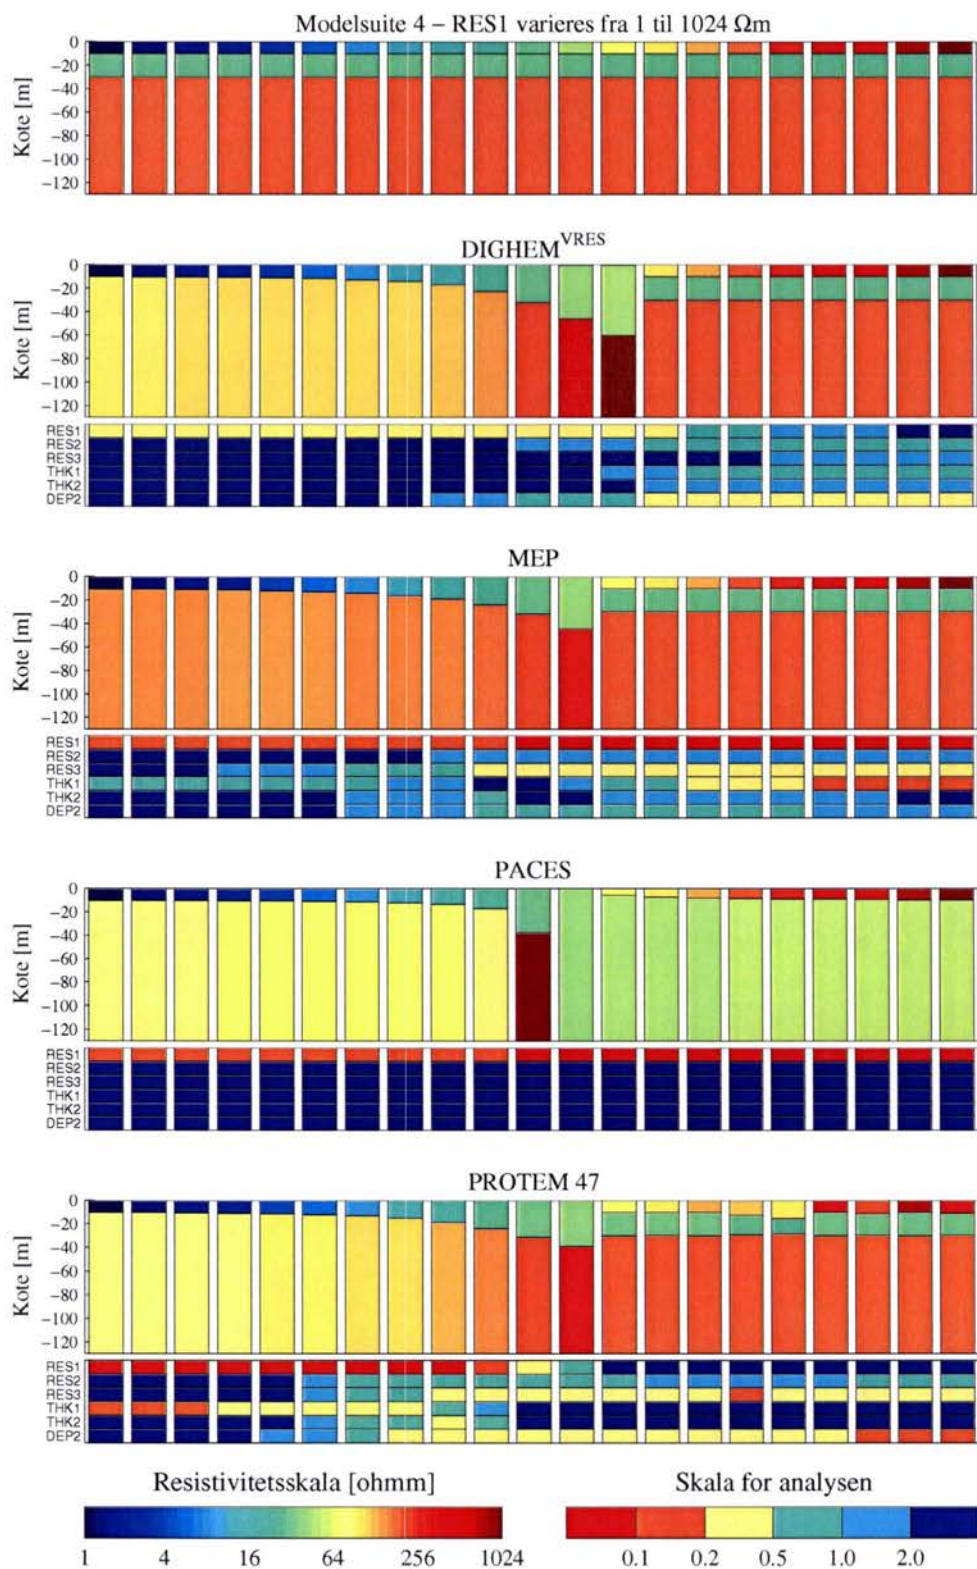 Modelsuite 4 – RES1 varieres fra 1 til 1024 Ωm
Kote [m]
0
−20
−40
−60
−80
−100
−120
DIGHEM^VRES
Kote [m]
0
−20
−40
−60
−80
−100
−120
RES1
RES2
RES3
THK1
THK2
DEP2
MEP
Kote [m]
0
−20
−40
−60
−80
−100
−120
RES1
RES2
RES3
THK1
THK2
DEP2
PACES
Kote [m]
0
−20
−40
−60
−80
−100
−120
RES1
RES2
RES3
THK1
THK2
DEP2
PROTEM 47
Kote [m]
0
−20
−40
−60
−80
−100
−120
RES1
RES2
RES3
THK1
THK2
DEP2
Resistivitetsskala [ohmm]
1 4 16 64 256 1024
Skala for analysen
0.1 0.2 0.5 1.0 2.0